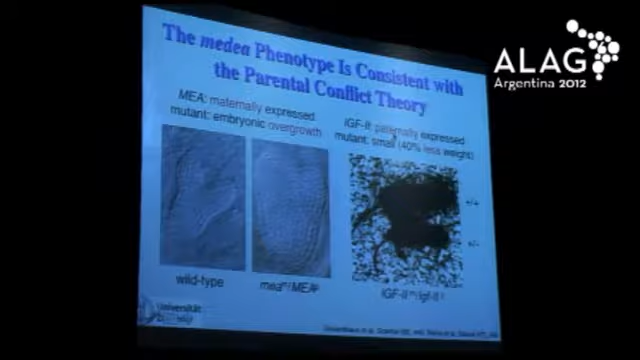 The medea Phenotype Is Consistent with
the Parental Conflict Theory
MEA: maternally expressed
mutant: embryonic overgrowth
IGF-II: paternally expressed
mutant: small (40% less weight)
+/+
+/-
wild-type
Universität
ALAG
Argentina 2012